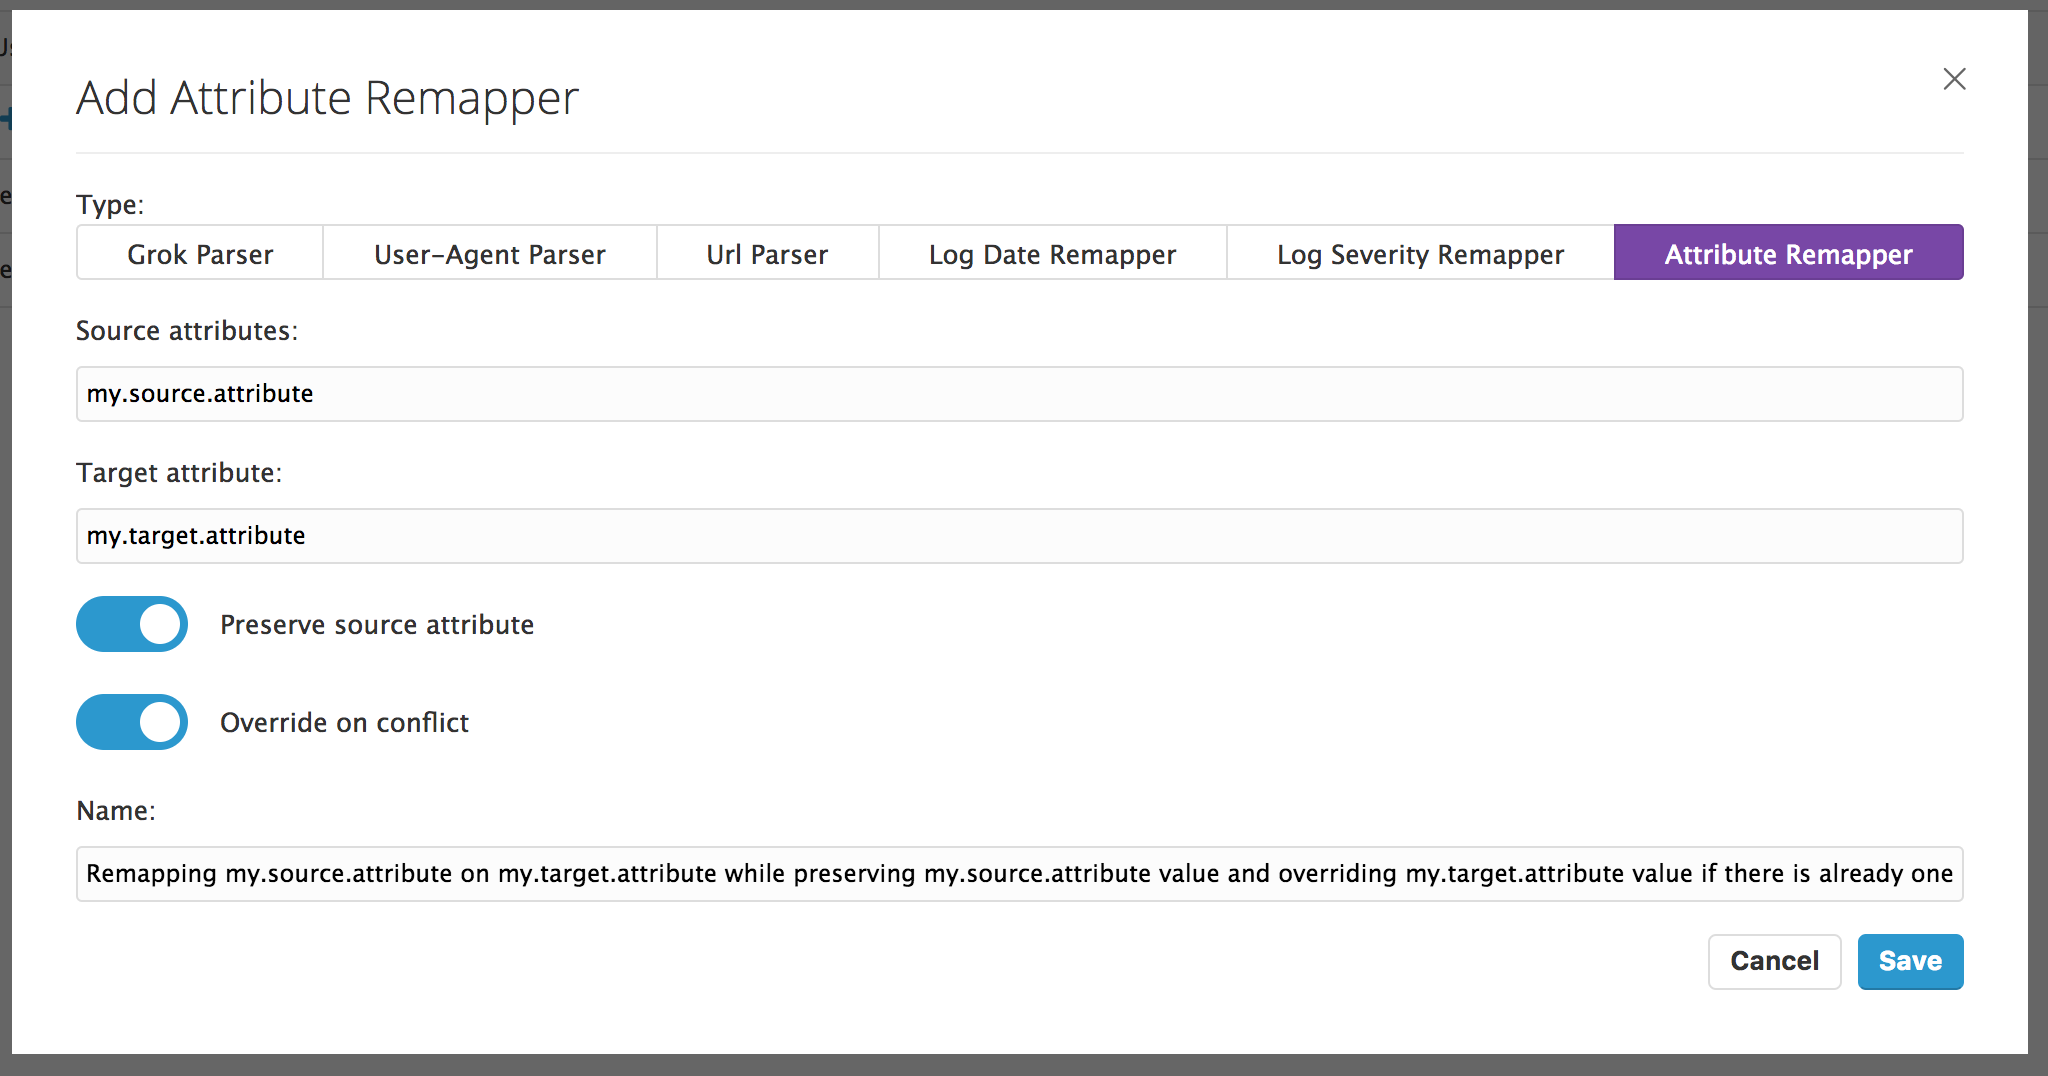 Add Attribute Remapper
Type:
Grok Parser User-Agent Parser Url Parser Log Date Remapper Log Severity Remapper Attribute Remapper
Source attributes:
my.source.attribute
Target attribute:
my.target.attribute
Preserve source attribute
Override on conflict
Name:
Remapping my.source.attribute on my.target.attribute while preserving my.source.attribute value and overriding my.target.attribute value if there is already one
Cancel Save